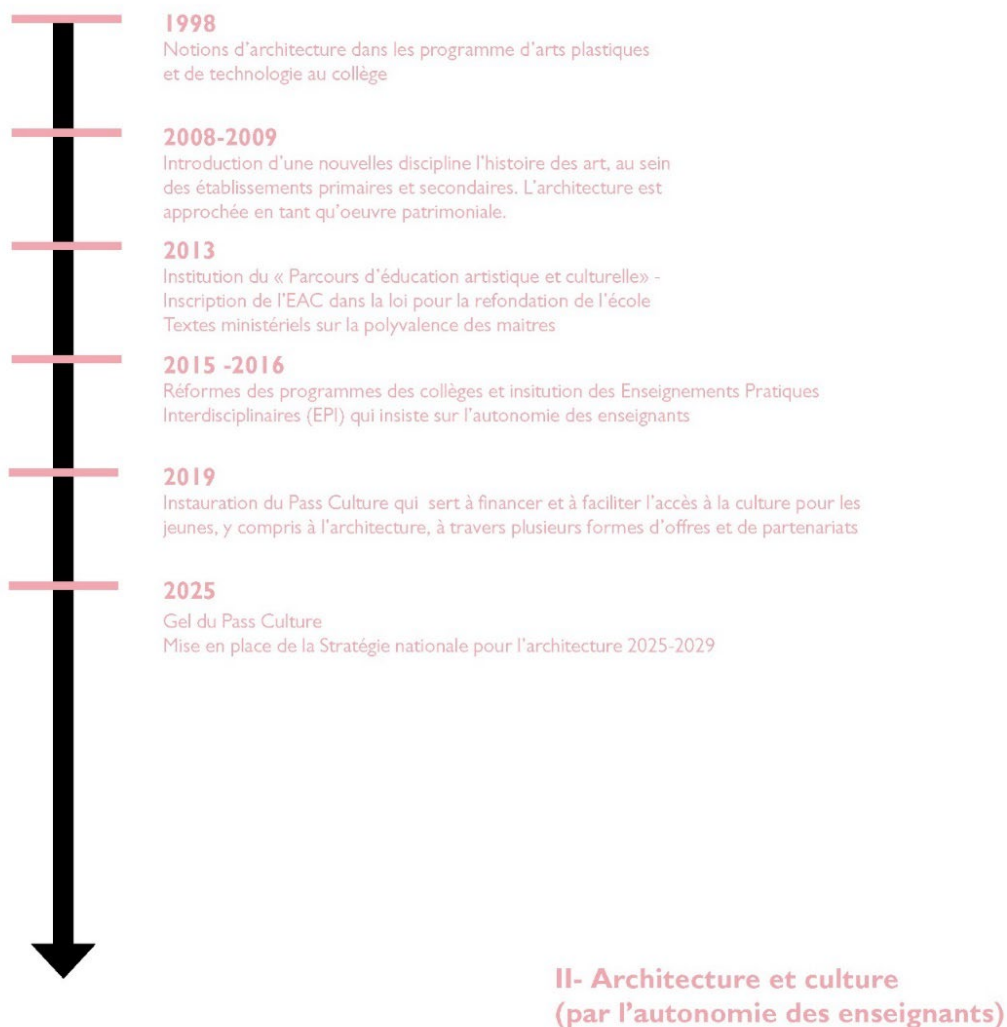 1998
Notions d'architecture dans les programme d'arts plastiques
et de technologie au collège
2008-2009
Introduction d'une nouvelles discipline l'histoire des art, au sein
des établissements primaires et secondaires. L'architecture est
approchée en tant qu'oeuvre patrimoniale.
2013
Institution du « Parcours d'éducation artistique et culturelle» -
Inscription de l'EAC dans la loi pour la refondation de l'école
Textes ministériels sur la polyvalence des maitres
2015 -2016
Réformes des programmes des collèges et insitution des Enseignements Pratiques
Interdisciplinaires (EPI) qui insiste sur l'autonomie des enseignants
2019
Instauration du Pass Culture qui  sert à financer et à faciliter l'accès à la culture pour les
jeunes, y compris à l'architecture, à travers plusieurs formes d'offres et de partenariats
2025
Gel du Pass Culture
Mise en place de la Stratégie nationale pour l'architecture 2025-2029
II- Architecture et culture
(par l'autonomie des enseignants)